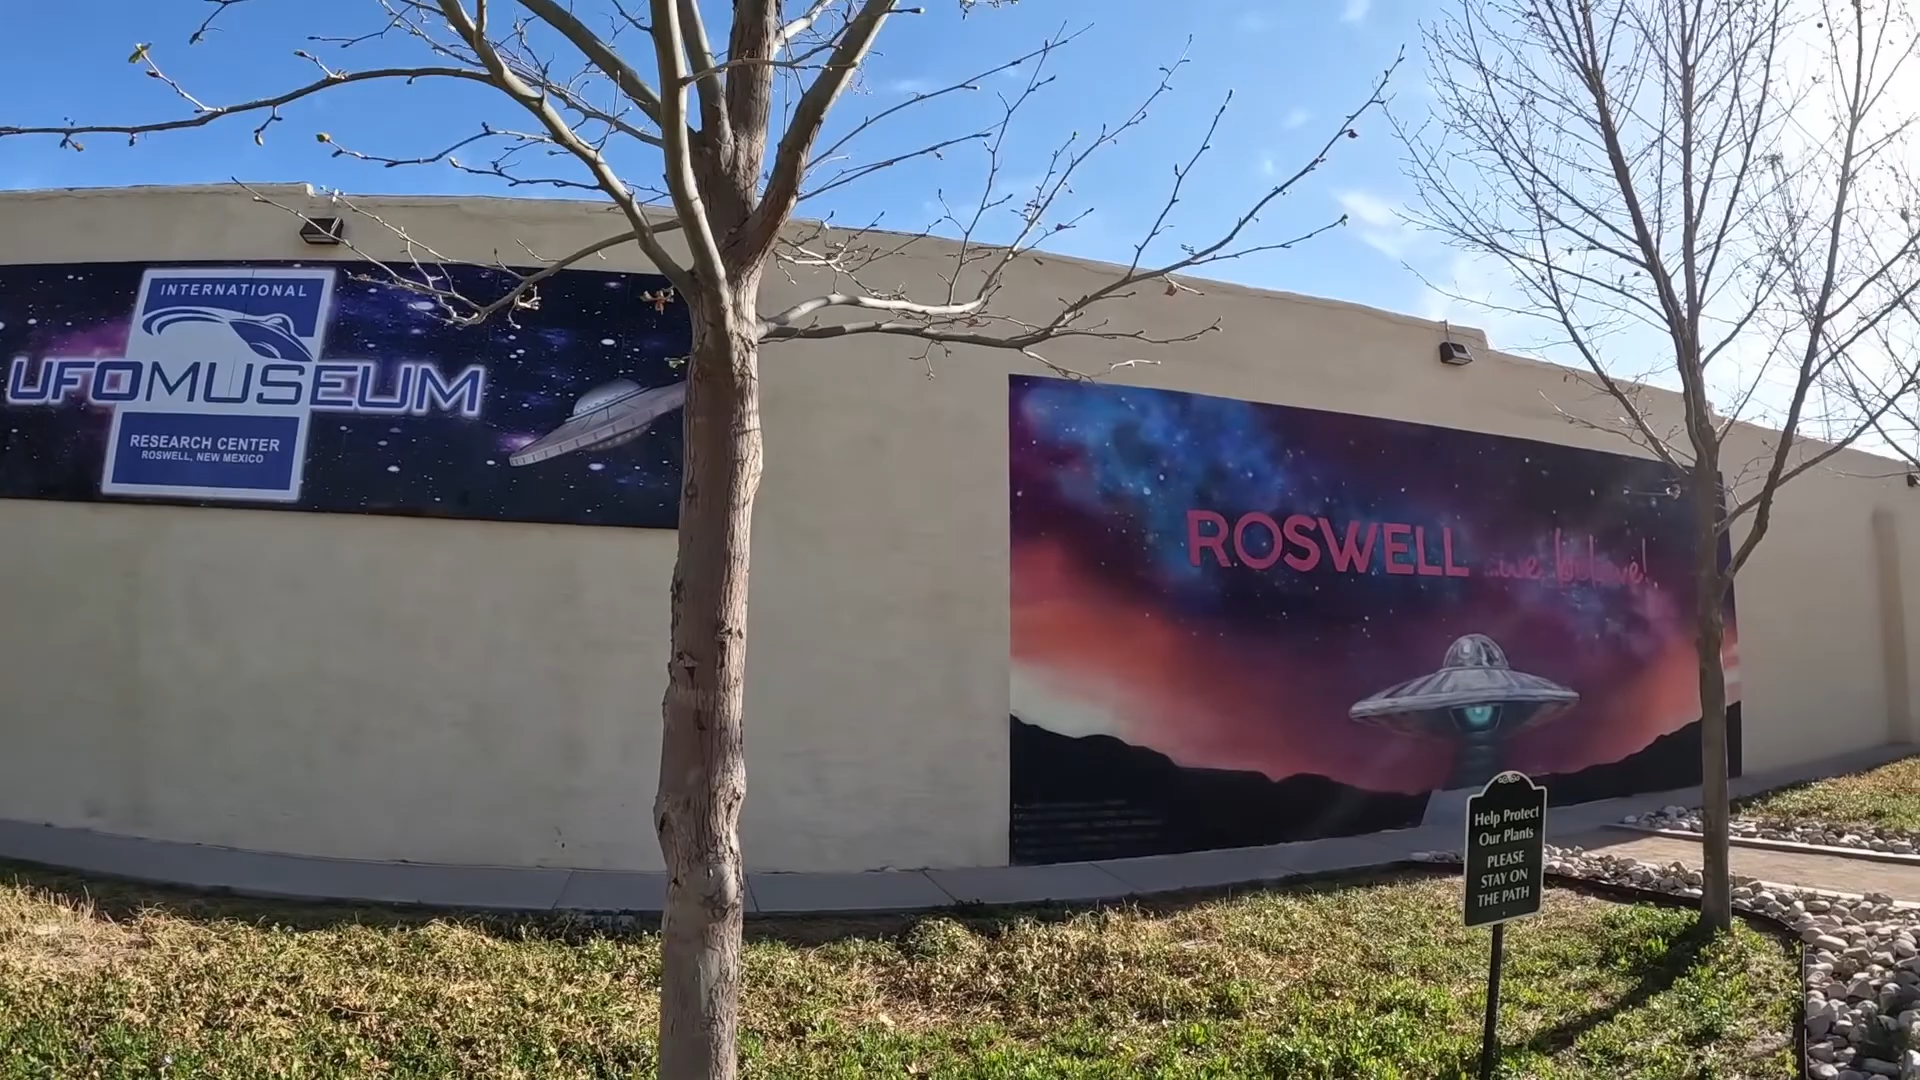 INTERNATIONAL
UFOMUSEUM
RESEARCH CENTER
ROSWELL, NEW MEXICO
ROSWELL ...we believe!
Help Protect
Our Plants
PLEASE
STAY ON
THE PATH